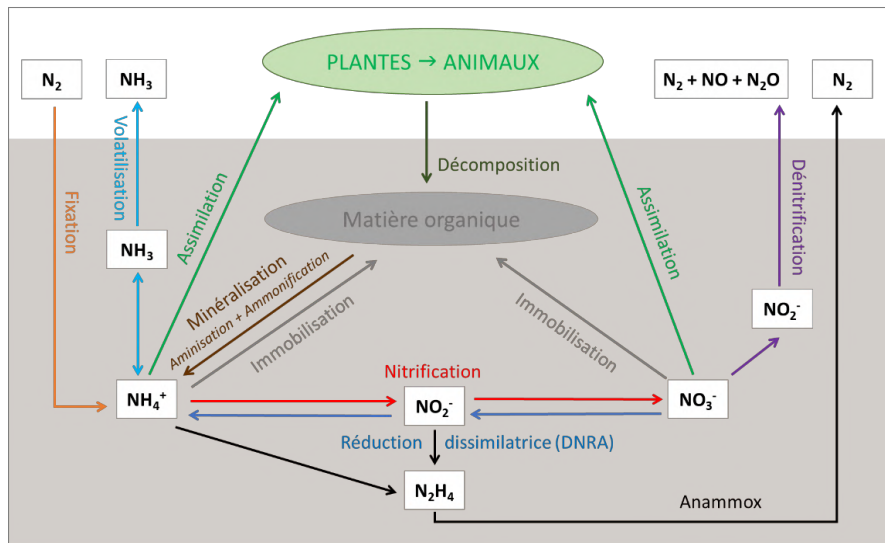 PLANTES → ANIMAUX
N₂
NH₃
N₂ + NO + N₂O
N₂
Volatilisation
Décomposition
Fixation
Assimilation
Matière organique
Assimilation
Dénitrification
NH₃
Minéralisation
Aminisation + Ammonification
Immobilisation
Immobilisation
NO₂⁻
Nitrification
NH₄⁺
NO₂⁻
NO₃⁻
Réduction dissimilatrice (DNRA)
N₂H₄
Anammox